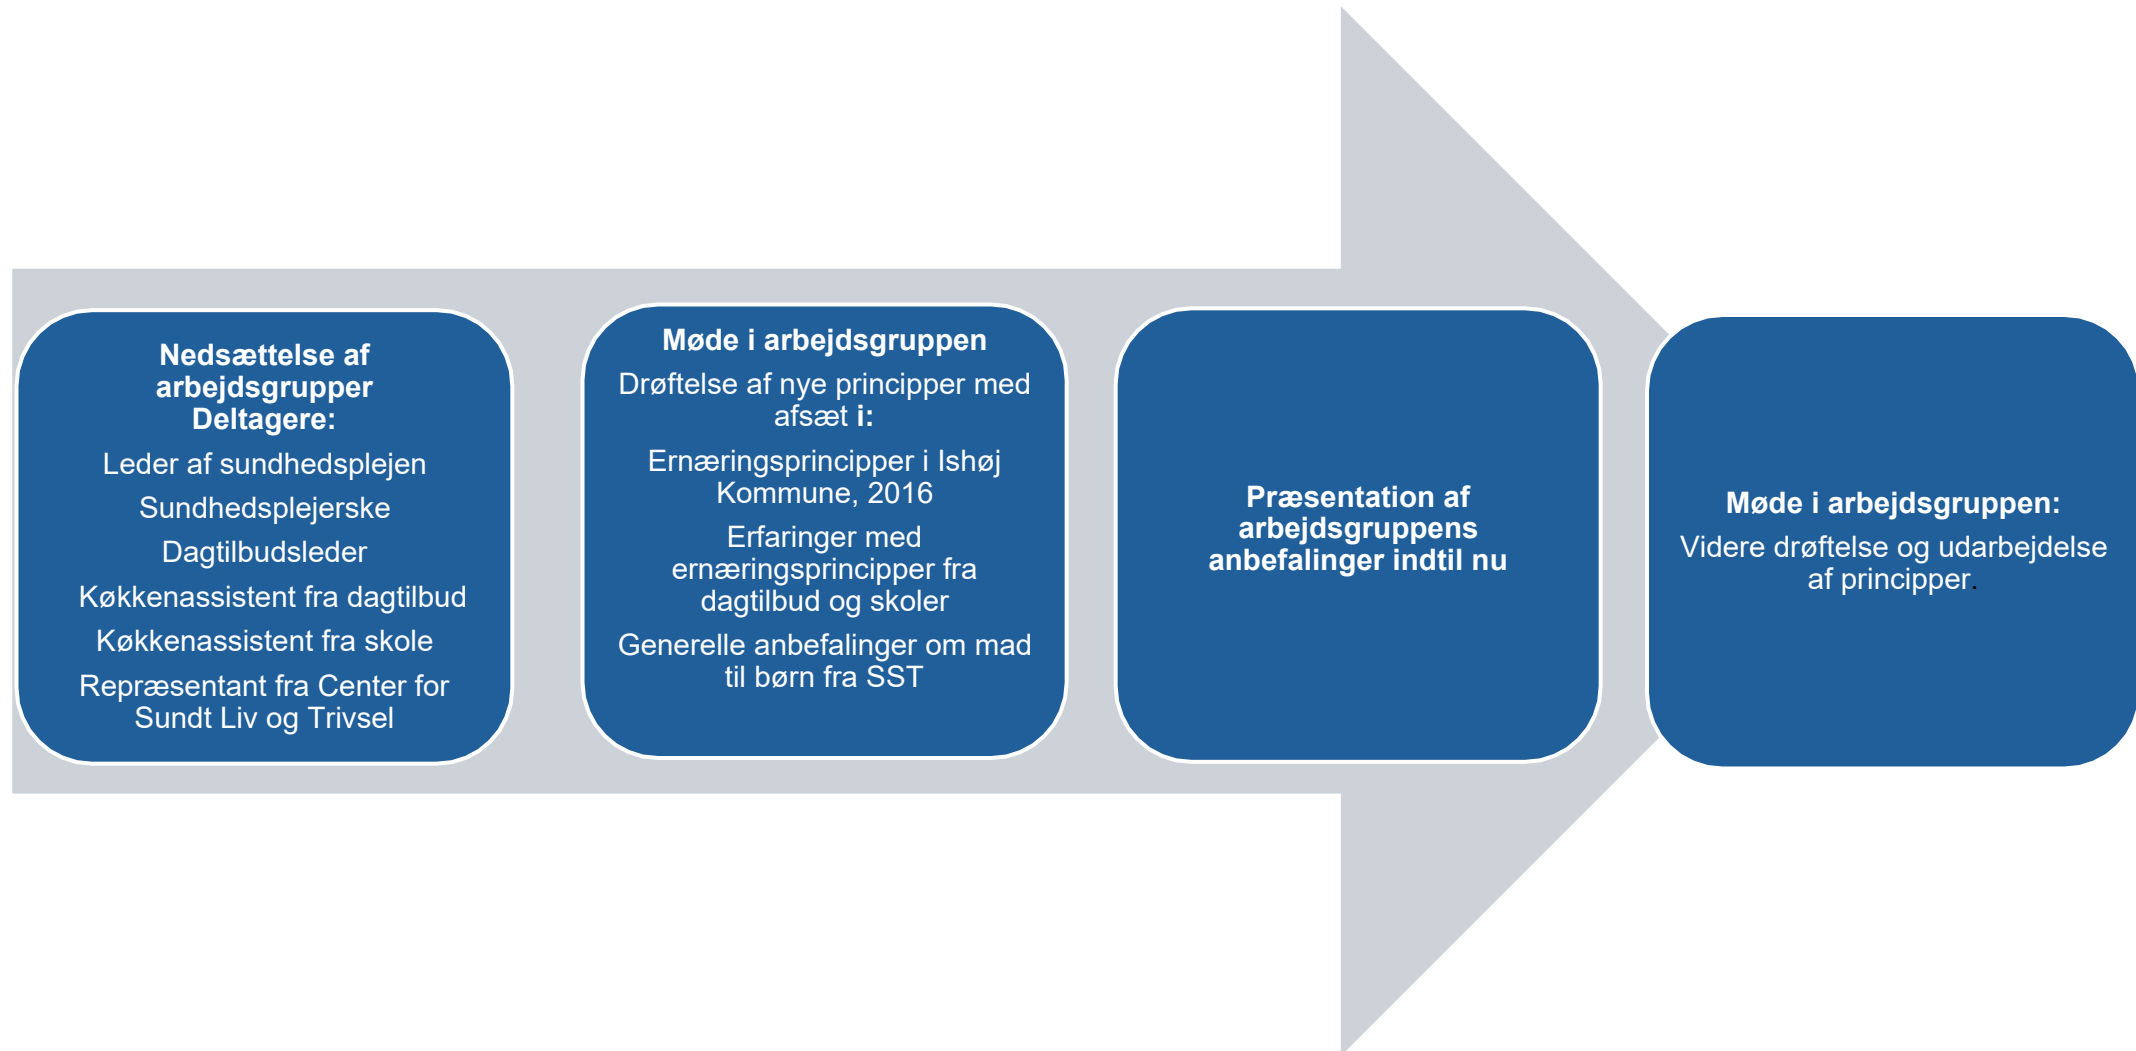 Nedsættelse af
arbejdsgrupper
Deltagere:
Leder af sundhedsplejen
Sundhedsplejerske
Dagtilbudsleder
Køkkenassistent fra dagtilbud
Køkkenassistent fra skole
Repræsentant fra Center for
Sundt Liv og Trivsel
Møde i arbejdsgruppen
Drøftelse af nye principper med
afsæt i:
Ernæringsprincipper i Ishøj
Kommune, 2016
Erfaringer med
ernæringsprincipper fra
dagtilbud og skoler
Generelle anbefalinger om mad
til børn fra SST
Præsentation af
arbejdsgruppens
anbefalinger indtil nu
Møde i arbejdsgruppen:
Videre drøftelse og udarbejdelse
af principper.